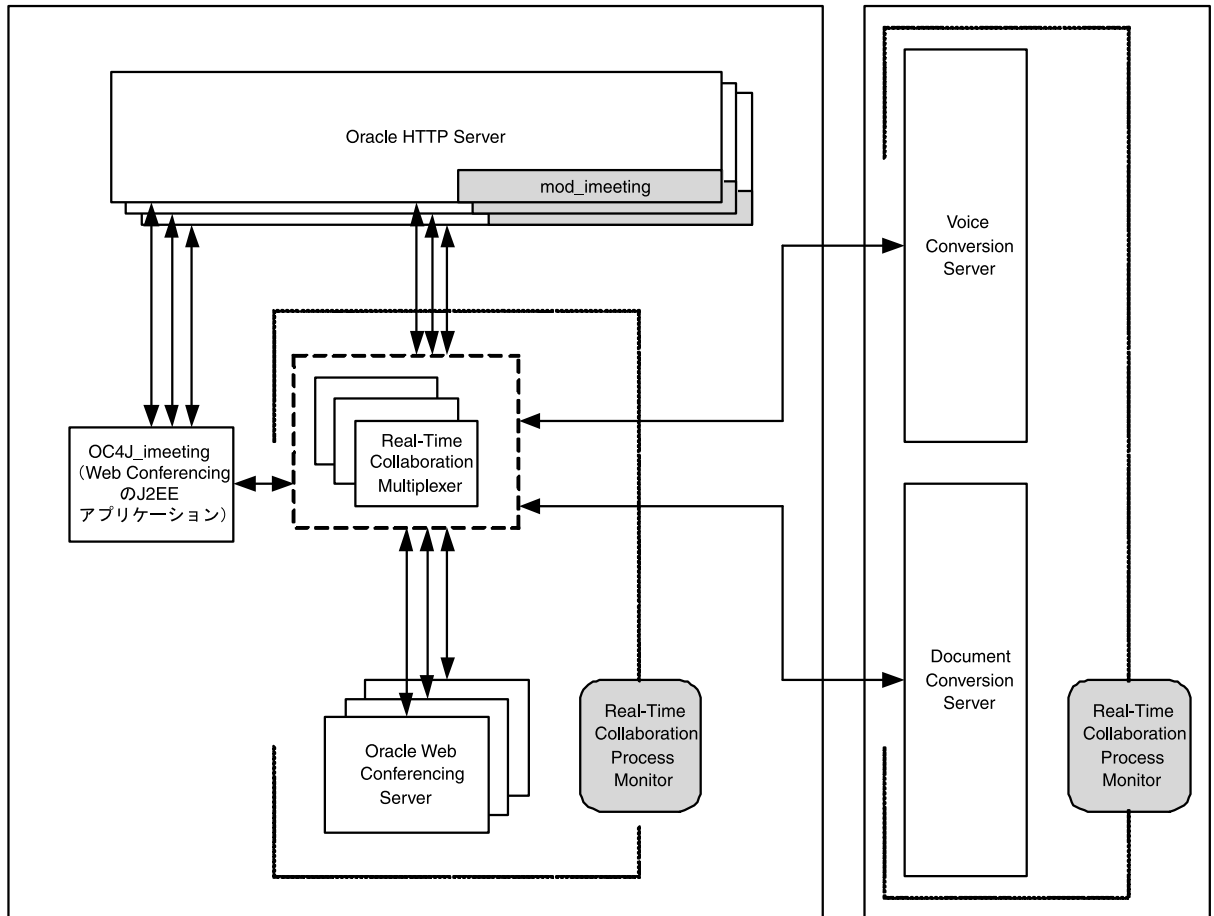 Oracle HTTP Server
mod_imeeting
Voice
Conversion
Server
OC4J_imeeting
（Web Conferencing
のJ2EE
アプリケーション）
Real-Time
Collaboration
Multiplexer
Oracle Web
Conferencing
Server
Real-Time
Collaboration
Process
Monitor
Document
Conversion
Server
Real-Time
Collaboration
Process
Monitor